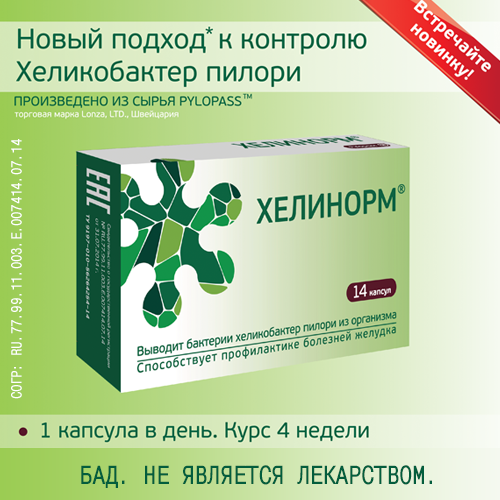 Новый подход* к контролю
Хеликобактер пилори
Встречайте
новинку!
ПРОИЗВЕДЕНО ИЗ СЫРЬЯ PYLOPASS™
торговая марка Lonza, LTD., Швейцария
СОГР: RU.77.99.11.003.Е.007414.07.14
ЕАС
ХЕЛИНОРМ®
14 капсул
Выводит бактерии хеликобактер пилори из организма
Способствует профилактике болезней желудка
• 1 капсула в день. Курс 4 недели
БАД. НЕ ЯВЛЯЕТСЯ ЛЕКАРСТВОМ.